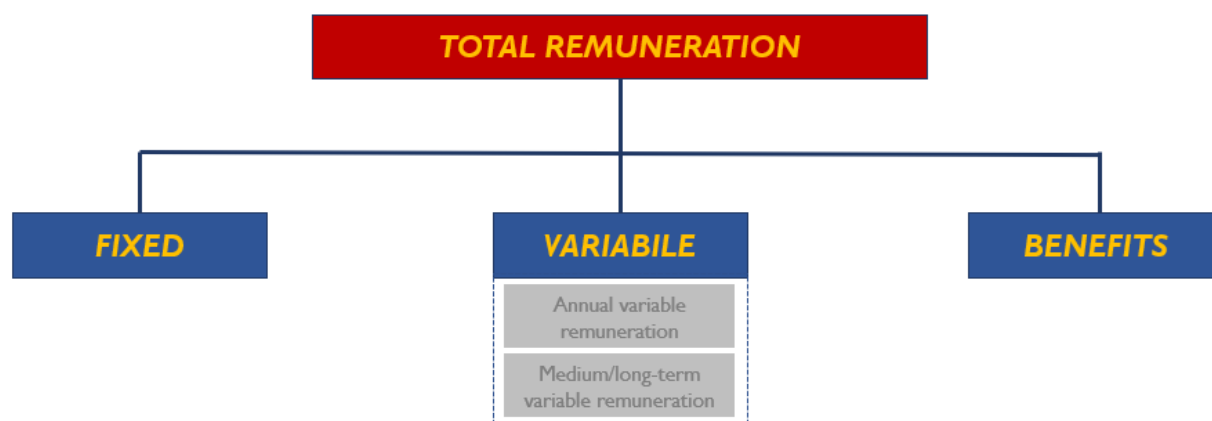 TOTAL REMUNERATION
FIXED
VARIABILE
BENEFITS
Annual variable
remuneration
Medium/long-term
variable remuneration